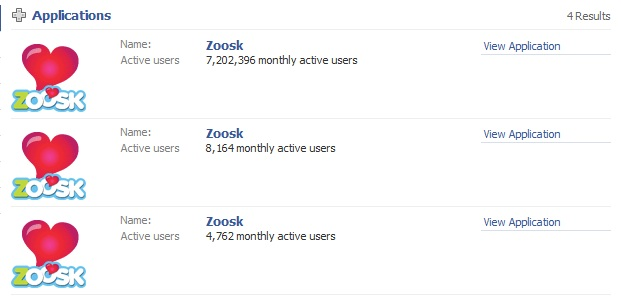 Applications 4 Results
Name: Zoosk View Application
Active users 7,202,396 monthly active users
ZOOSK
Name: Zoosk View Application
Active users 8,164 monthly active users
ZOOSK
Name: Zoosk View Application
Active users 4,762 monthly active users
ZOOSK